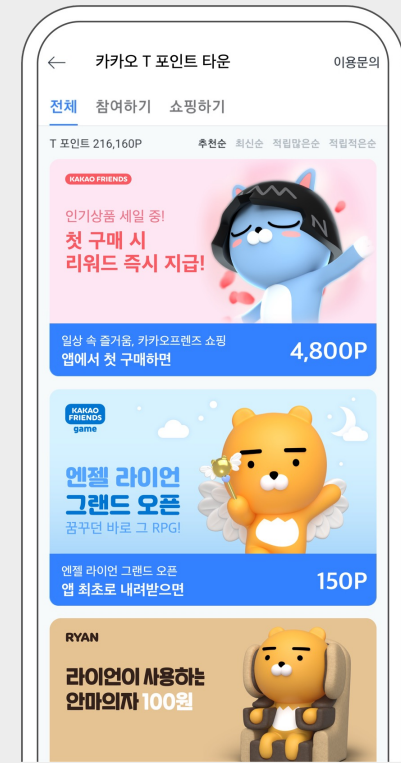 카카오 T 포인트 타운
이용문의
전체 참여하기 쇼핑하기
T 포인트 216,160P
추천순 최신순 적립많은순 적립적은순
KAKAO FRIENDS
인기상품 세일 중!
첫 구매 시
리워드 즉시 지급!
N
일상 속 즐거움, 카카오프렌즈 쇼핑
앱에서 첫 구매하면
4,800P
KAKAO
FRIENDS
game
엔젤 라이언
그랜드 오픈
꿈꾸던 바로 그 RPG!
엔젤 라이언 그랜드 오픈
앱 최초로 내려받으면
150P
RYAN
라이언이 사용하는
안마의자 100원